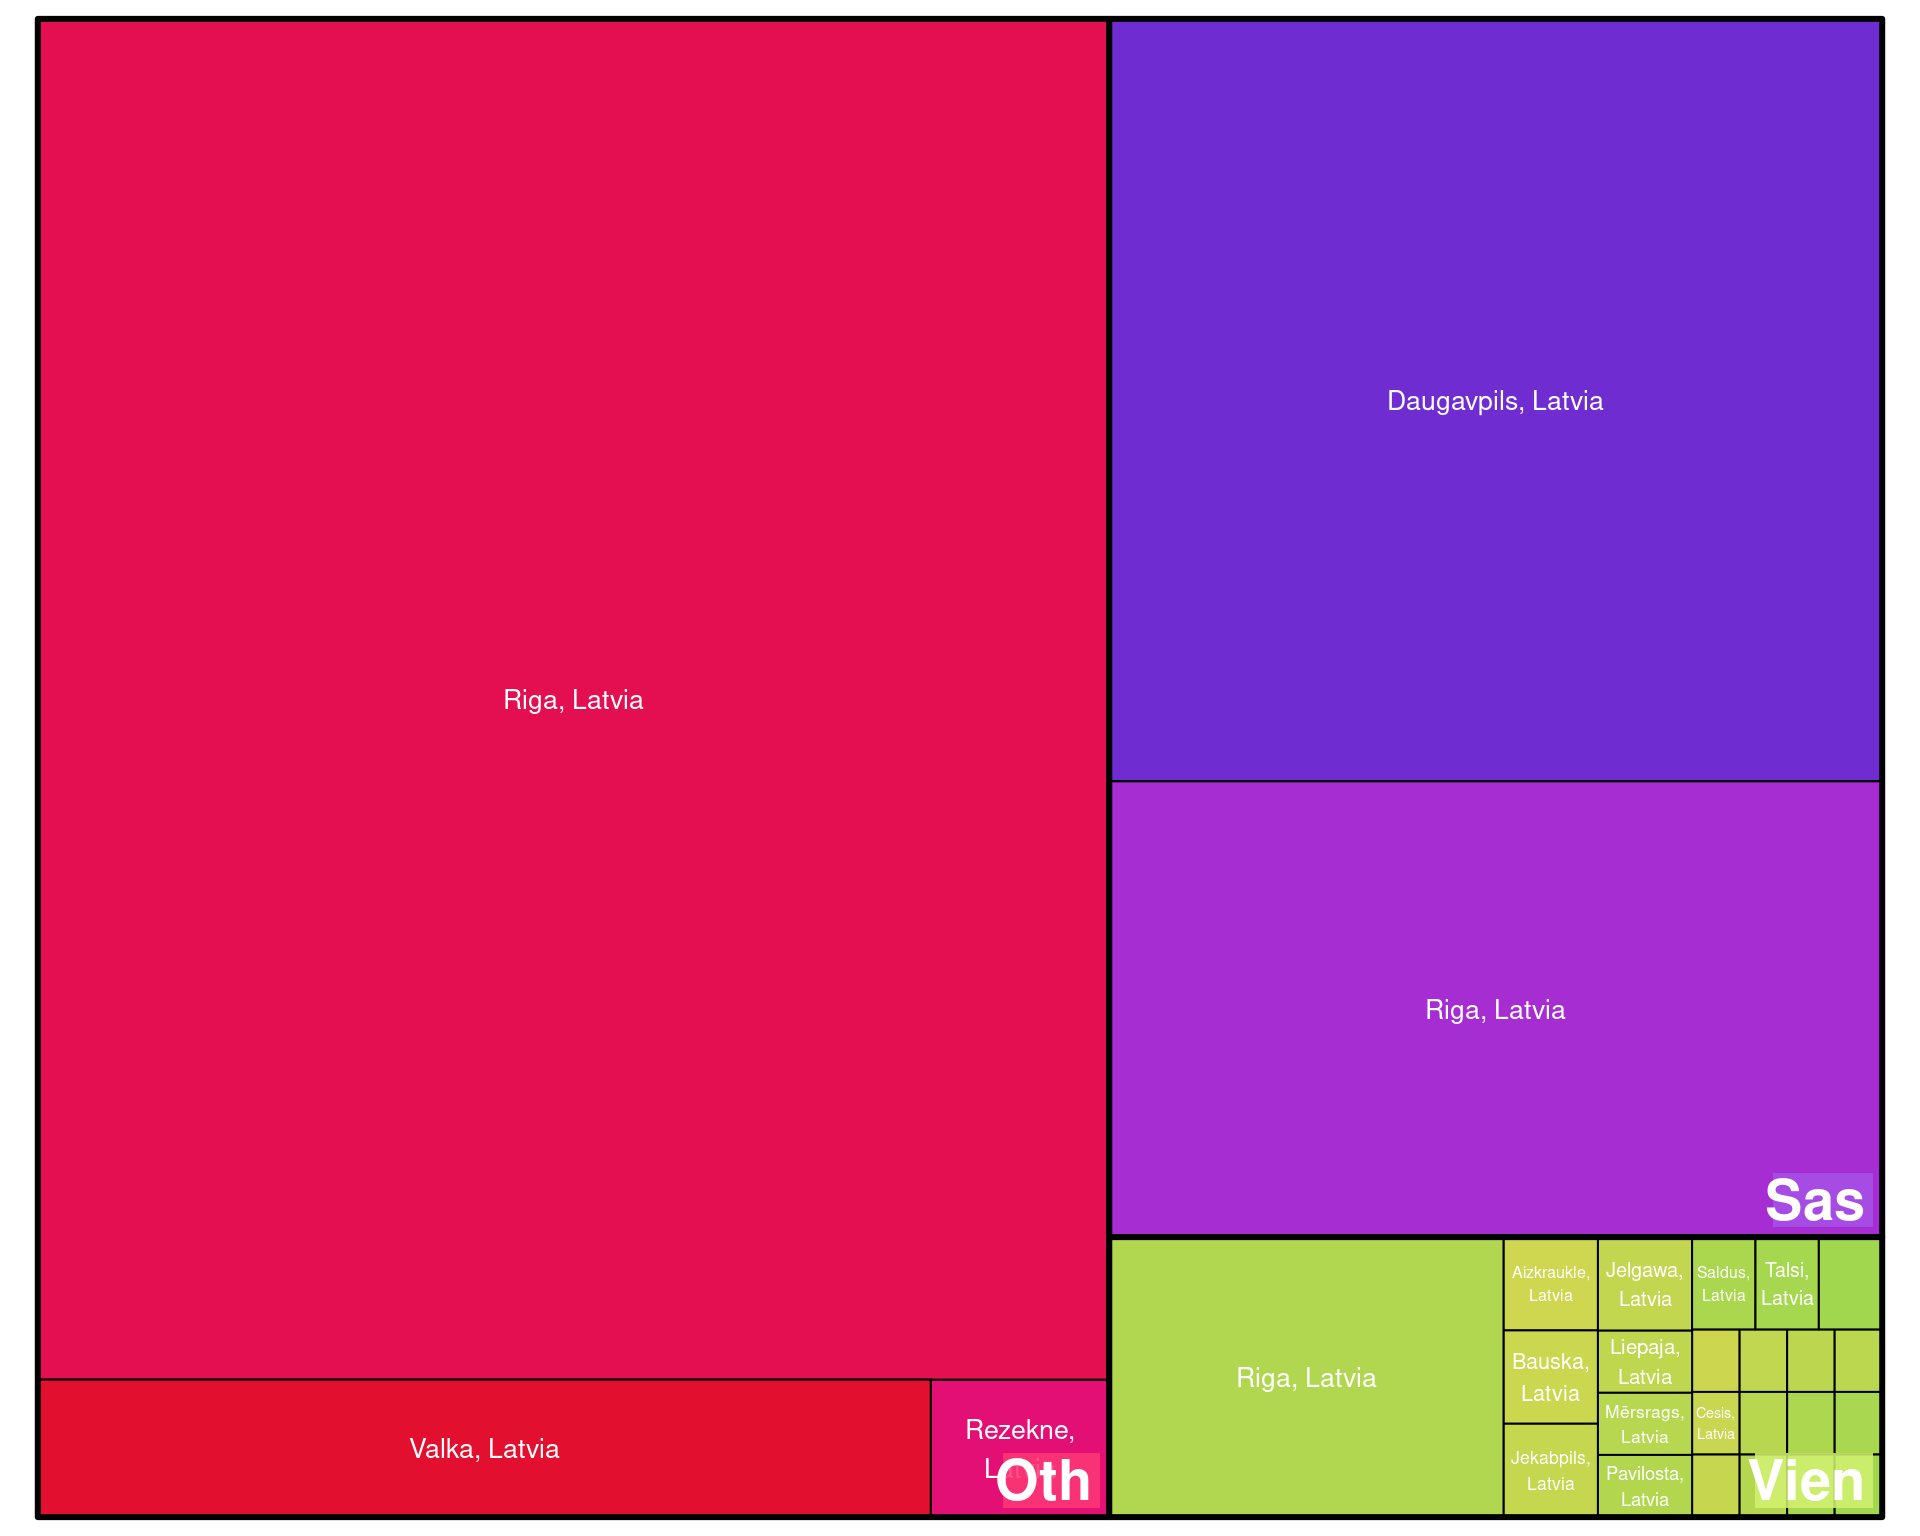 Riga, Latvia
Valka, Latvia
Rezekne,
Oth
Daugavpils, Latvia
Riga, Latvia
Sas
Riga, Latvia
Aizkraukle,
Latvia
Bauska,
Latvia
Jekabpils,
Latvia
Jelgawa,
Latvia
Liepaja,
Latvia
Mērsrags,
Latvia
Pavilosta,
Latvia
Saldus,
Latvia
Talsi,
Latvia
Cesis,
Latvia
Vien